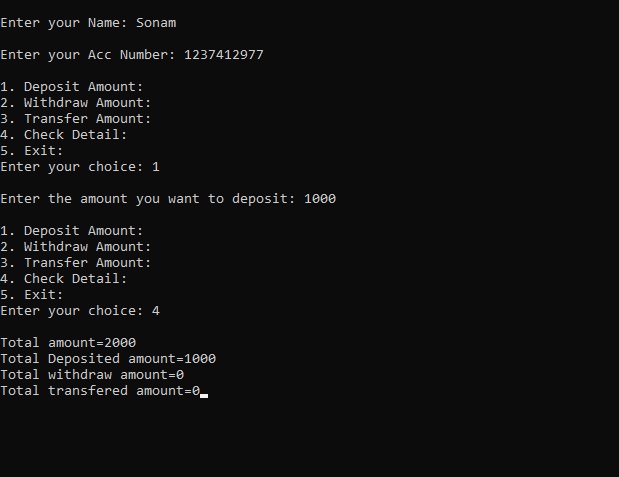 Enter your Name: Sonam
Enter your Acc Number: 1237412977
1. Deposit Amount:
2. Withdraw Amount:
3. Transfer Amount:
4. Check Detail:
5. Exit:
Enter your choice: 1
Enter the amount you want to deposit: 1000
1. Deposit Amount:
2. Withdraw Amount:
3. Transfer Amount:
4. Check Detail:
5. Exit:
Enter your choice: 4
Total amount=2000
Total Deposited amount=1000
Total withdraw amount=0
Total transfered amount=0